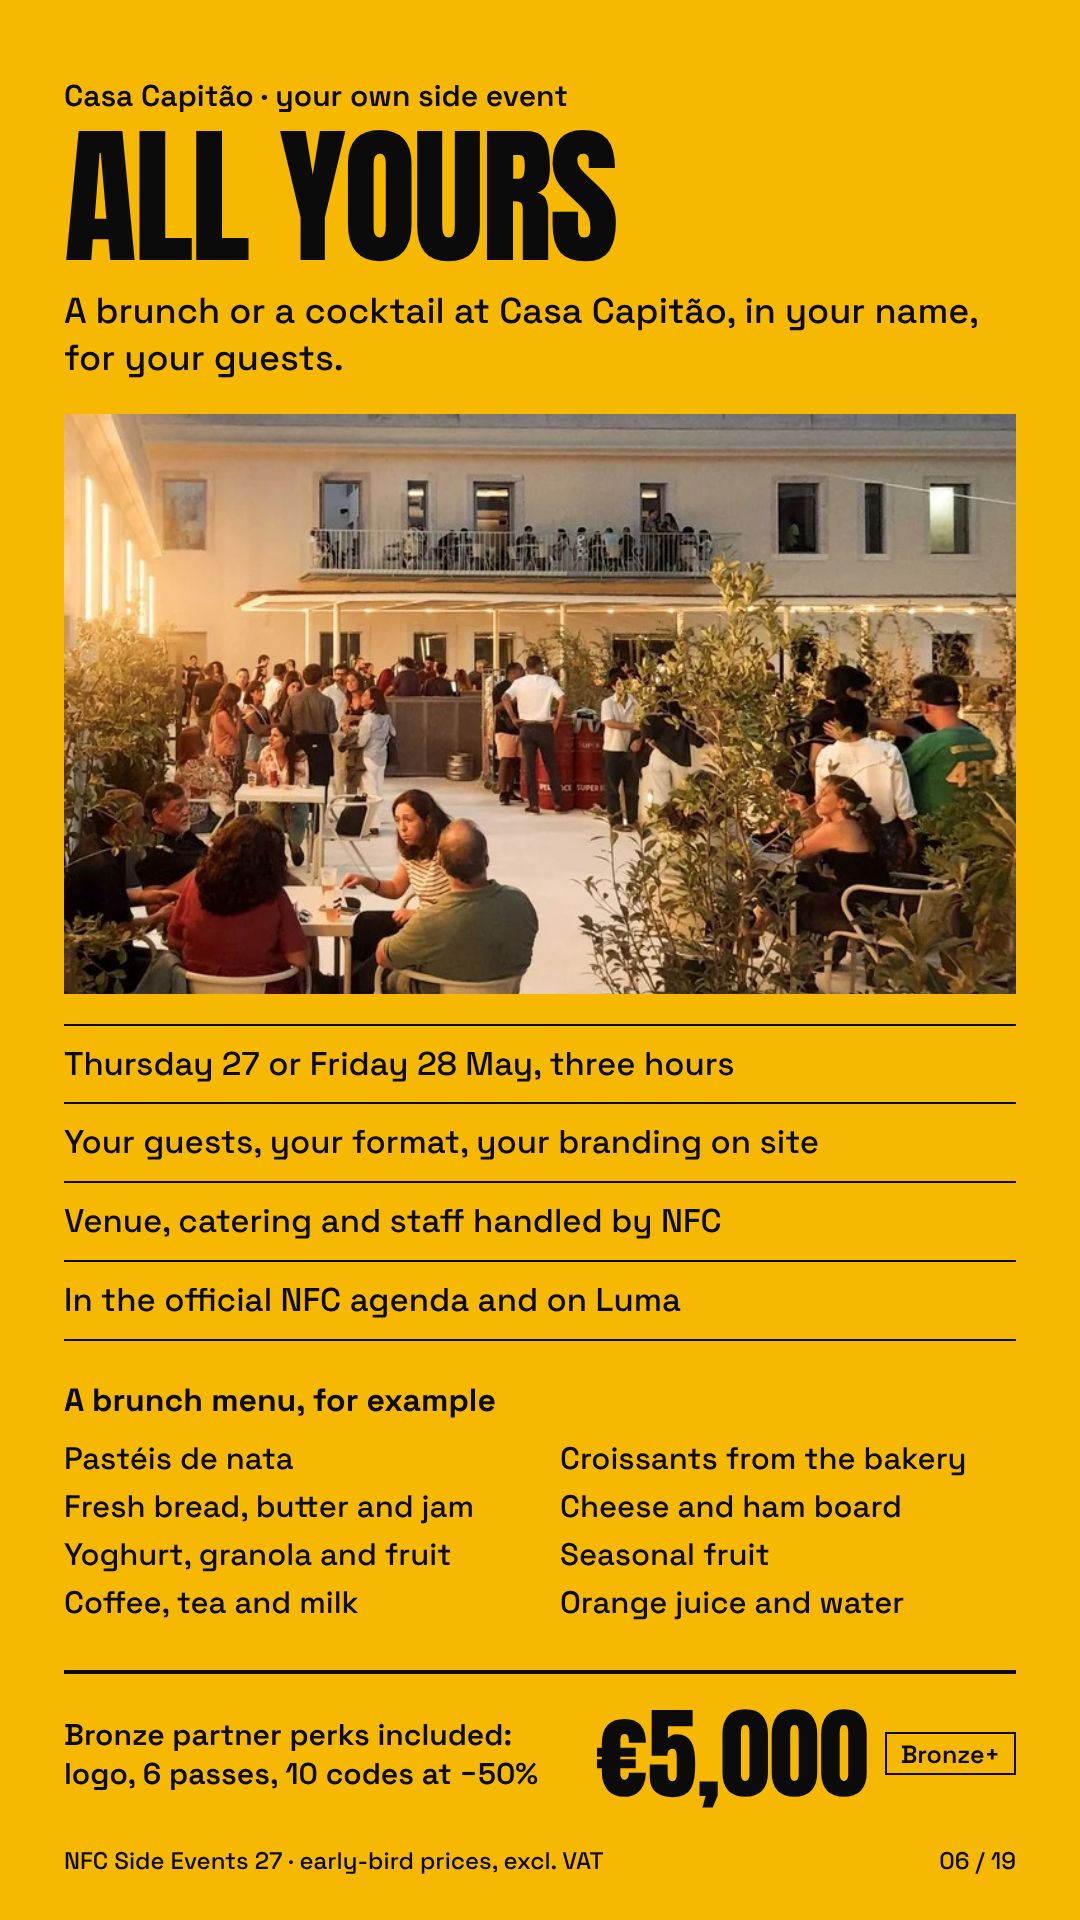 Casa Capitão · your own side event
ALL YOURS
A brunch or a cocktail at Casa Capitão, in your name,
for your guests.
Thursday 27 or Friday 28 May, three hours
Your guests, your format, your branding on site
Venue, catering and staff handled by NFC
In the official NFC agenda and on Luma
A brunch menu, for example
Pastéis de nata
Croissants from the bakery
Fresh bread, butter and jam
Cheese and ham board
Yoghurt, granola and fruit
Seasonal fruit
Coffee, tea and milk
Orange juice and water
Bronze partner perks included:
logo, 6 passes, 10 codes at −50%
€5,000
Bronze+
NFC Side Events 27 · early-bird prices, excl. VAT
06 / 19